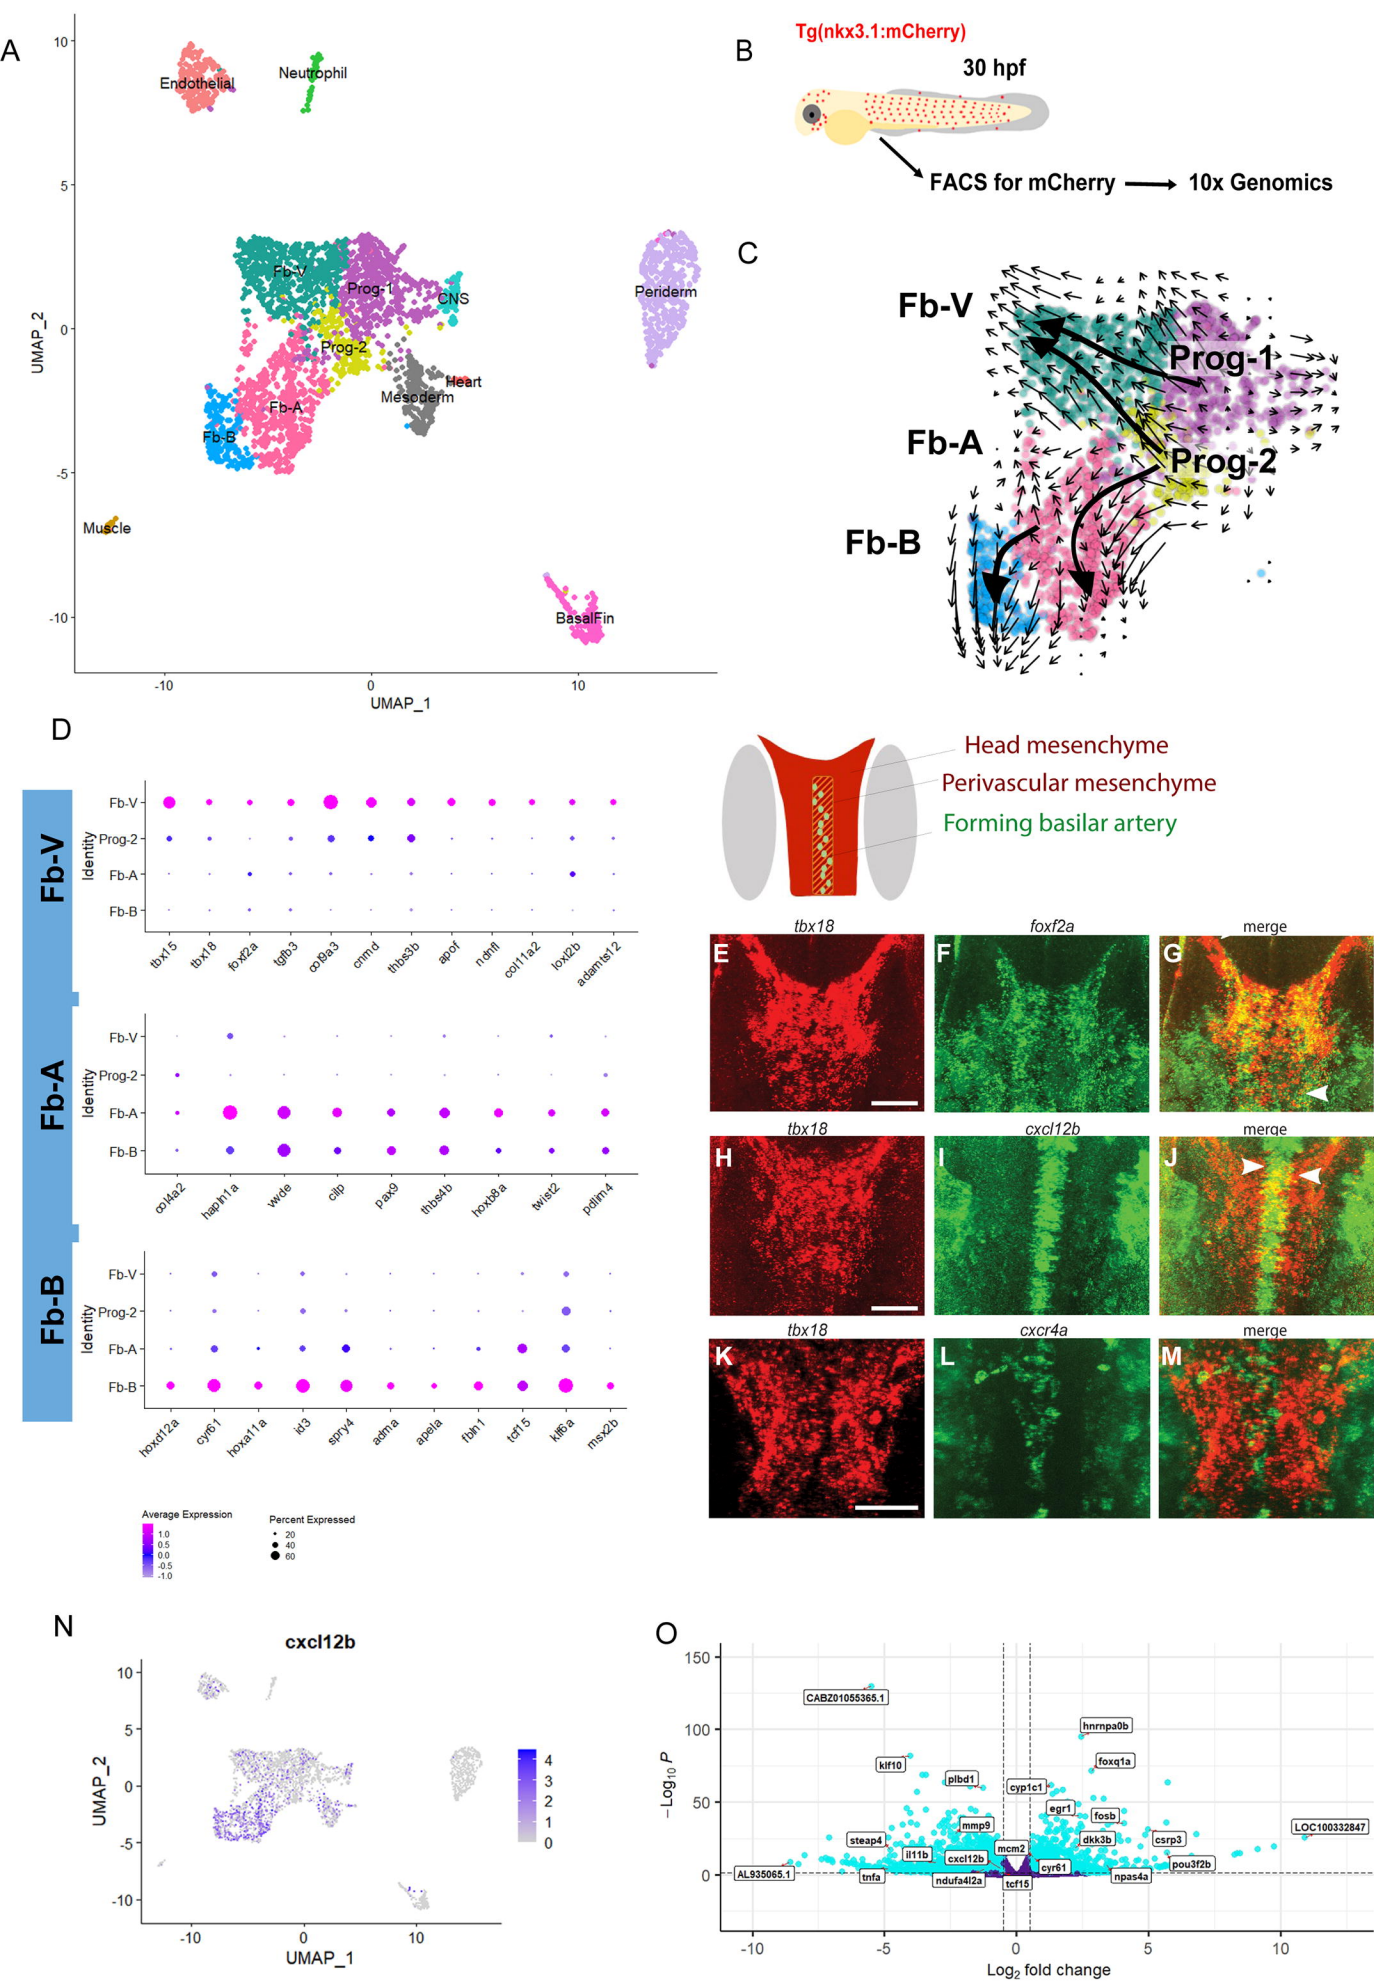 A
10
5
0
-5
-10
UMAP_2
Endothelial
Neutrophil
Fb-V
Prog-1
CNS
Periderm
Prog-2
Heart
Mesoderm
Fb-A
Fb-B
Muscle
BasalFin
-10
0
10
UMAP_1
B
Tg(nkx3.1:mCherry)
30 hpf
FACS for mCherry
10x Genomics
C
Fb-V
Prog-1
Fb-A
Prog-2
Fb-B
D
Fb-V
Identity
Fb-V
Prog-2
Fb-A
Fb-B
tbx15
tbx18
foxf2a
tgfb3
col9a3
cnmd
thbs3b
apof
ndnfl
col11a2
loxl2b
adamts12
Fb-A
Identity
Fb-V
Prog-2
Fb-A
Fb-B
col4a2
hapln1a
vwde
cilp
pax9
thbs4b
hoxb8a
twist2
pdlim4
Fb-B
Identity
Fb-V
Prog-2
Fb-A
Fb-B
hoxd12a
cyr61
hoxa11a
id3
spry4
adma
apela
fbln1
tcf15
klf6a
msx2b
Average Expression
1.0
0.5
0.0
-0.5
-1.0
Percent Expressed
20
40
60
Head mesenchyme
Perivascular mesenchyme
Forming basilar artery
tbx18
foxf2a
merge
E
F
G
tbx18
cxcl12b
merge
H
I
J
tbx18
cxcr4a
merge
K
L
M
N
cxcl12b
10
5
0
-5
-10
UMAP_2
-10
0
10
UMAP_1
4
3
2
1
0
O
150
100
50
0
−Log10 P
CABZ01055365.1
hnrnpa0b
klf10
foxq1a
plbd1
cyp1c1
egr1
fosb
mmp9
LOC100332847
steap4
dkk3b
csrp3
mcm2
il11b
cxcl12b
cyr61
pou3f2b
AL935065.1
tnfa
ndufa4l2a
tcf15
npas4a
-10
-5
0
5
10
Log2 fold change